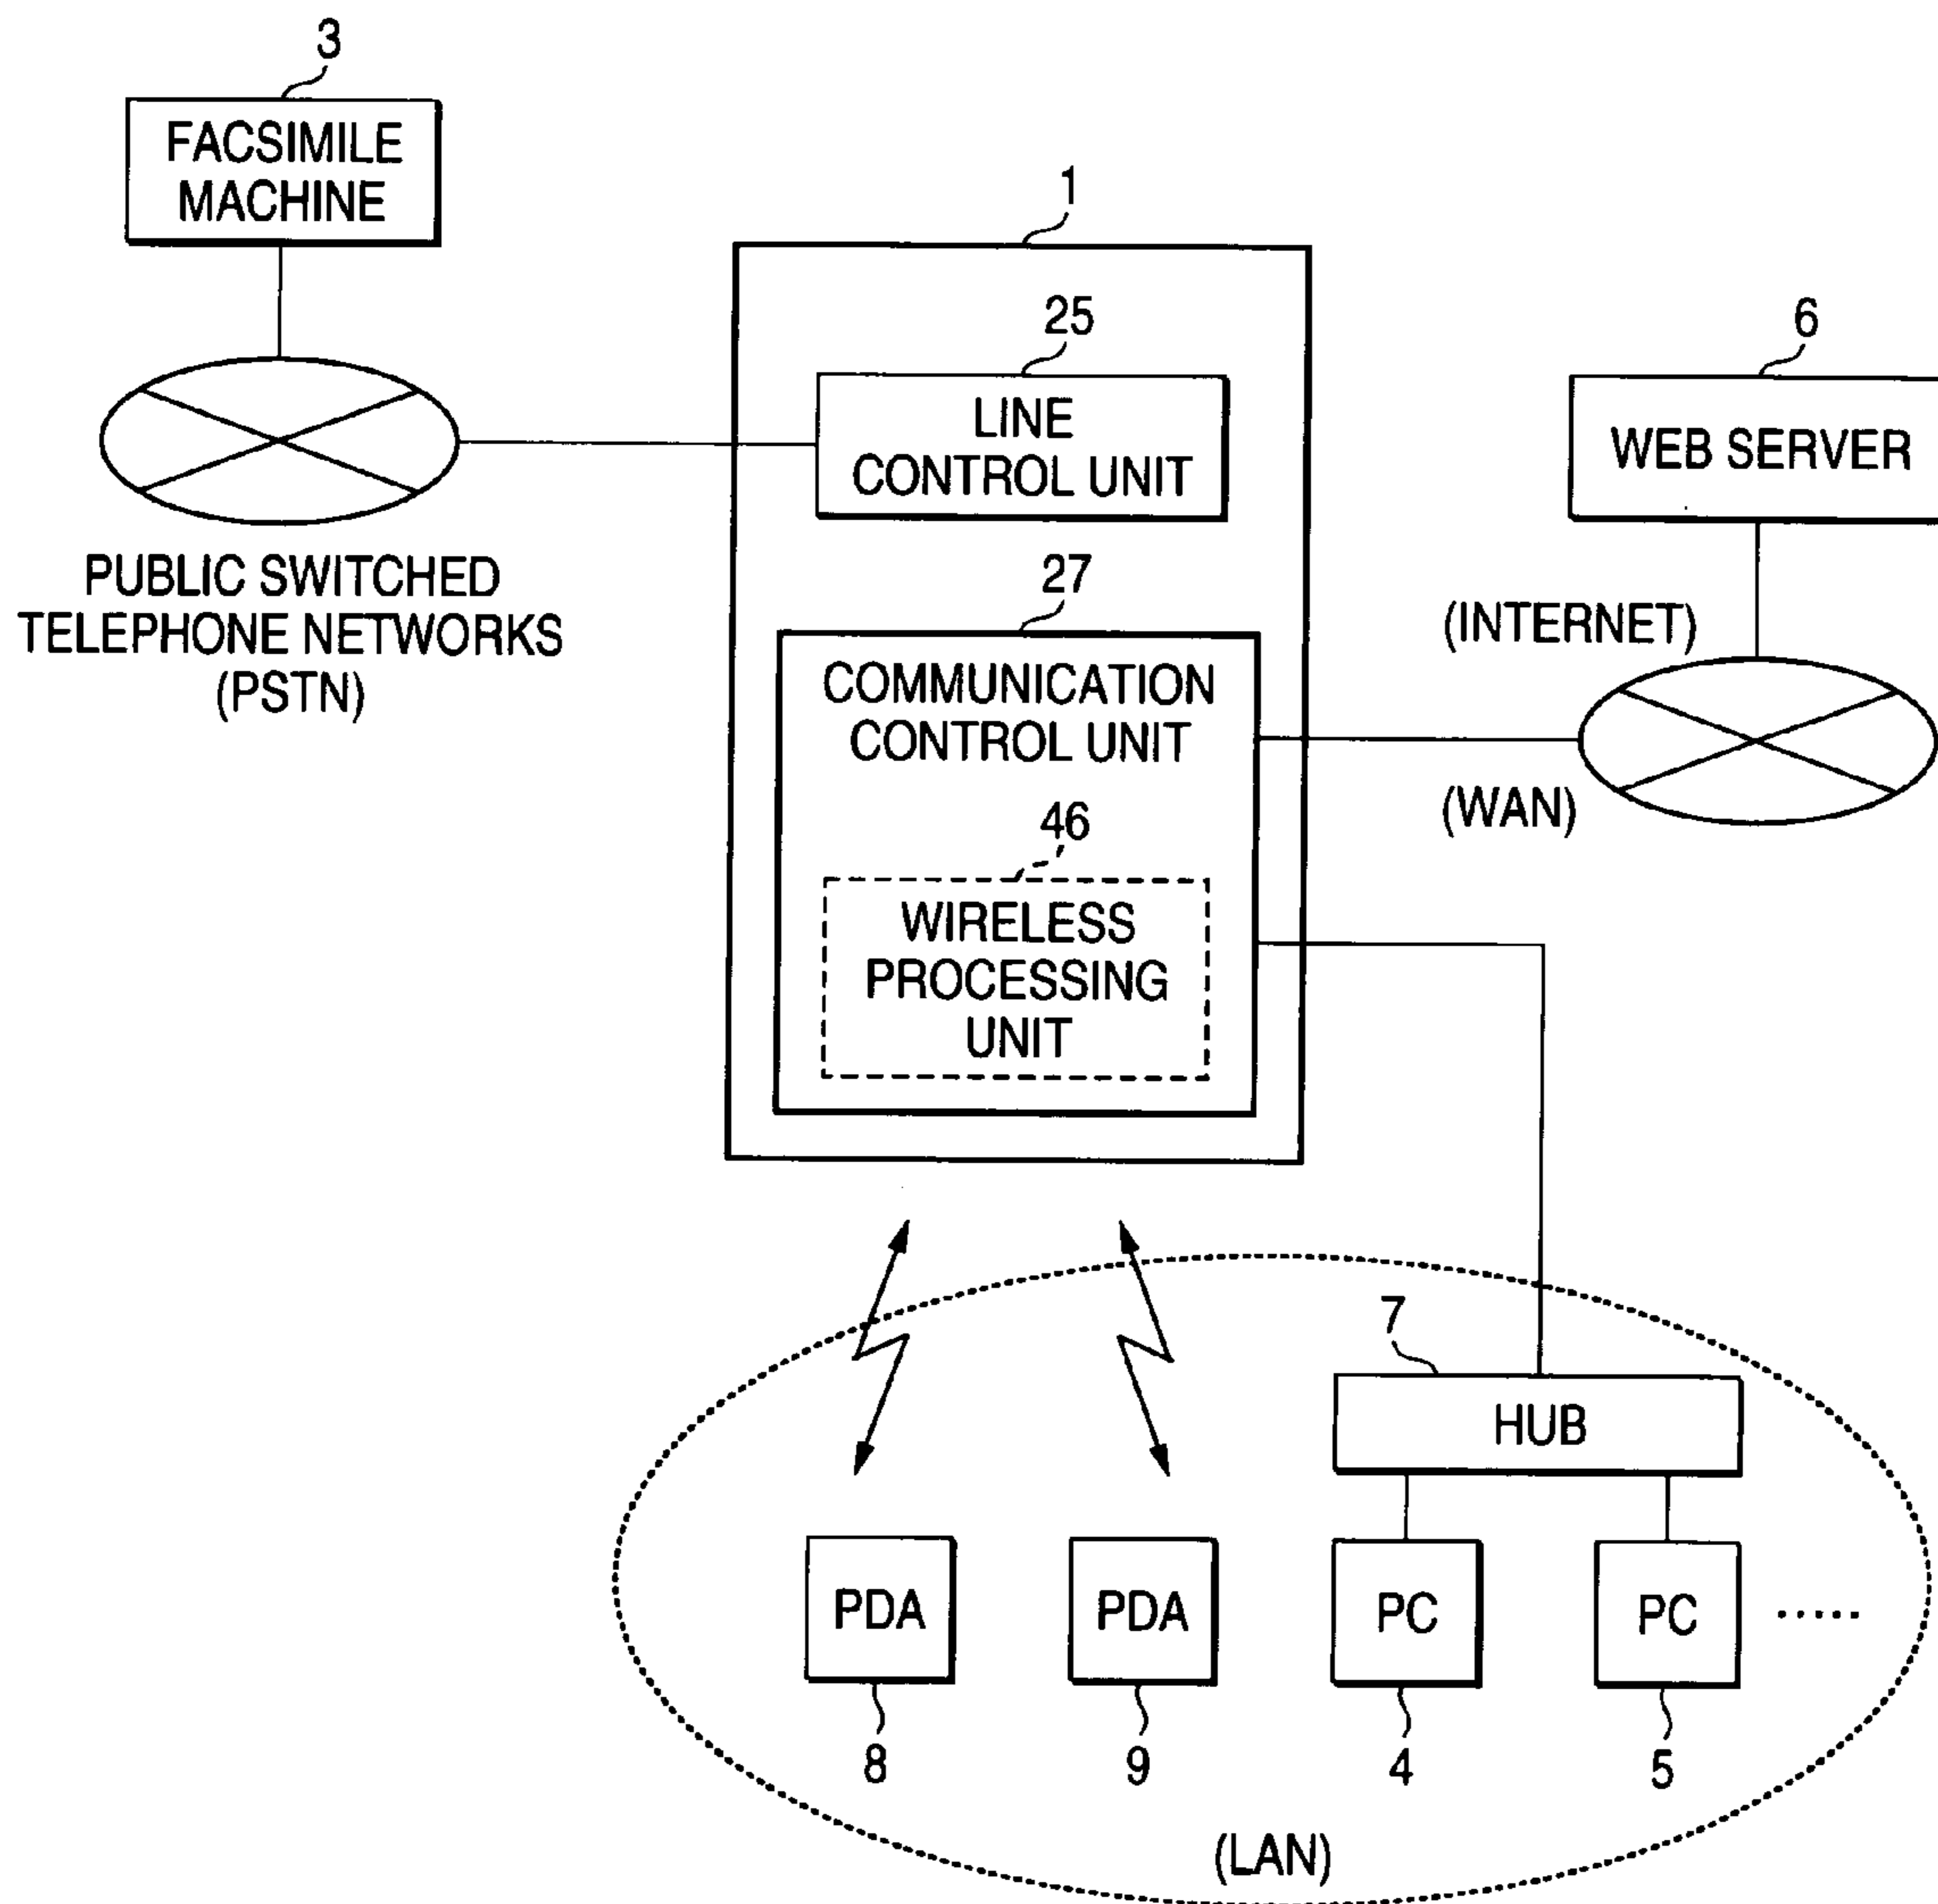 3
FACSIMILE
MACHINE
PUBLIC SWITCHED
TELEPHONE NETWORKS
(PSTN)
1
25
LINE
CONTROL UNIT
27
COMMUNICATION
CONTROL UNIT
46
WIRELESS
PROCESSING
UNIT
6
WEB SERVER
(INTERNET)
(WAN)
7
HUB
PDA
PDA
PC
PC
.....
8
9
4
5
(LAN)